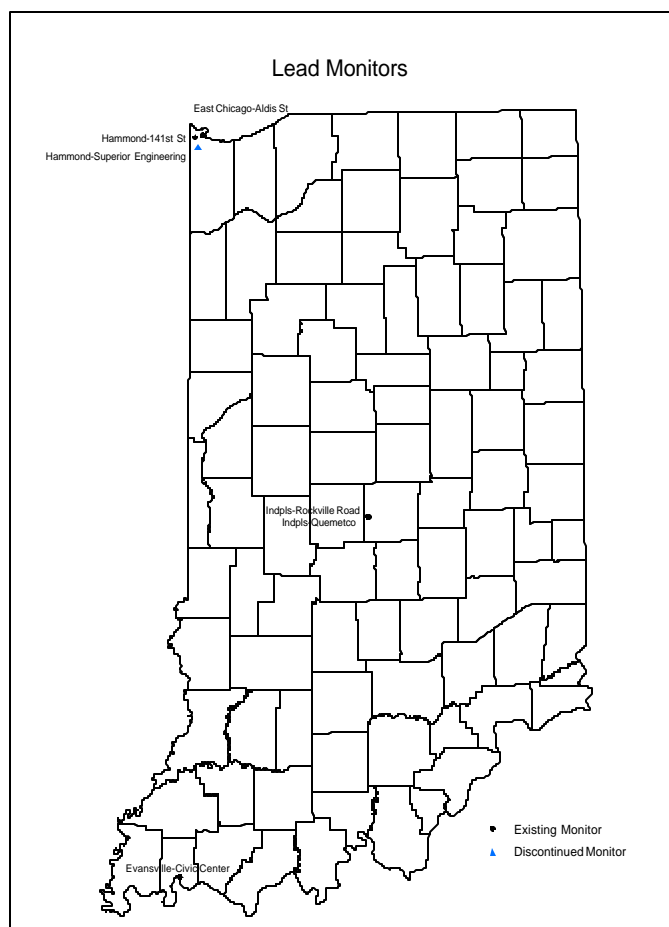 Lead Monitors
East Chicago-Aldis St
Hammond-141st St
Hammond-Superior Engineering
Indpls-Rockville Road
Indpls-Quemetco
Existing Monitor
Discontinued Monitor
Evansville-Civic Center